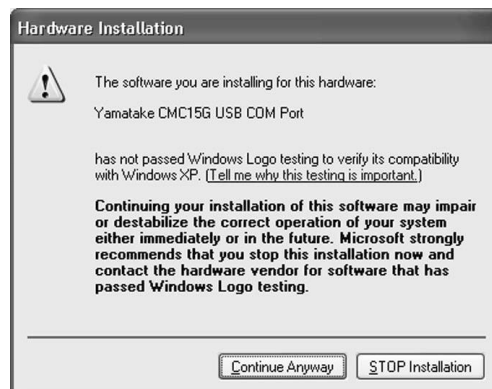 Hardware Installation
The software you are installing for this hardware:
Yamatake CMC15G USB COM Port
has not passed Windows Logo testing to verify its compatibility
with Windows XP. (Tell me why this testing is important.)
Continuing your installation of this software may impair
or destabilize the correct operation of your system
either immediately or in the future. Microsoft strongly
recommends that you stop this installation now and
contact the hardware vendor for software that has
passed Windows Logo testing.
Continue Anyway
STOP Installation